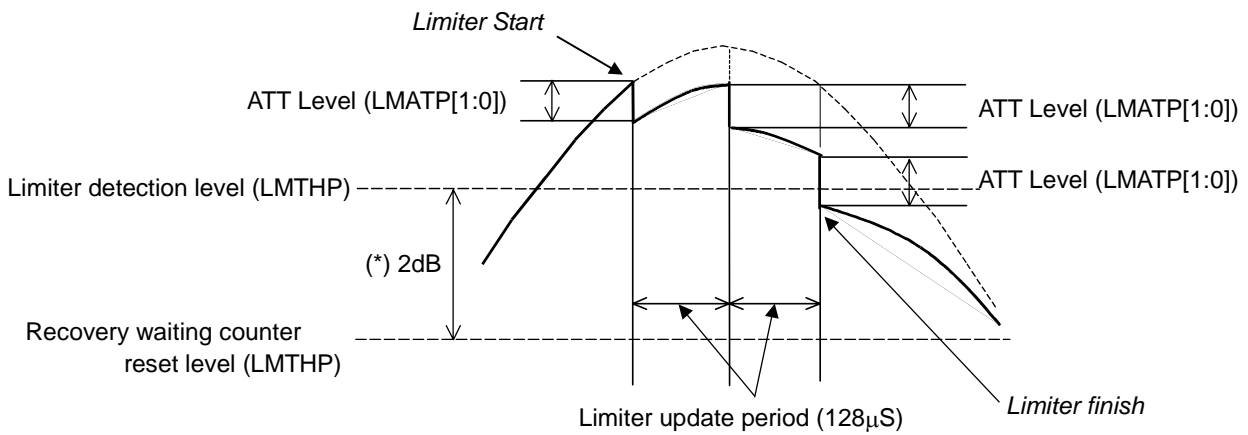 Limiter Start
ATT Level (LMATP[1:0])
ATT Level (LMATP[1:0])
ATT Level (LMATP[1:0])
Limiter detection level (LMTHP)
(*) 2dB
Recovery waiting counter
reset level (LMTHP)
Limiter update period (128μS)
Limiter finish